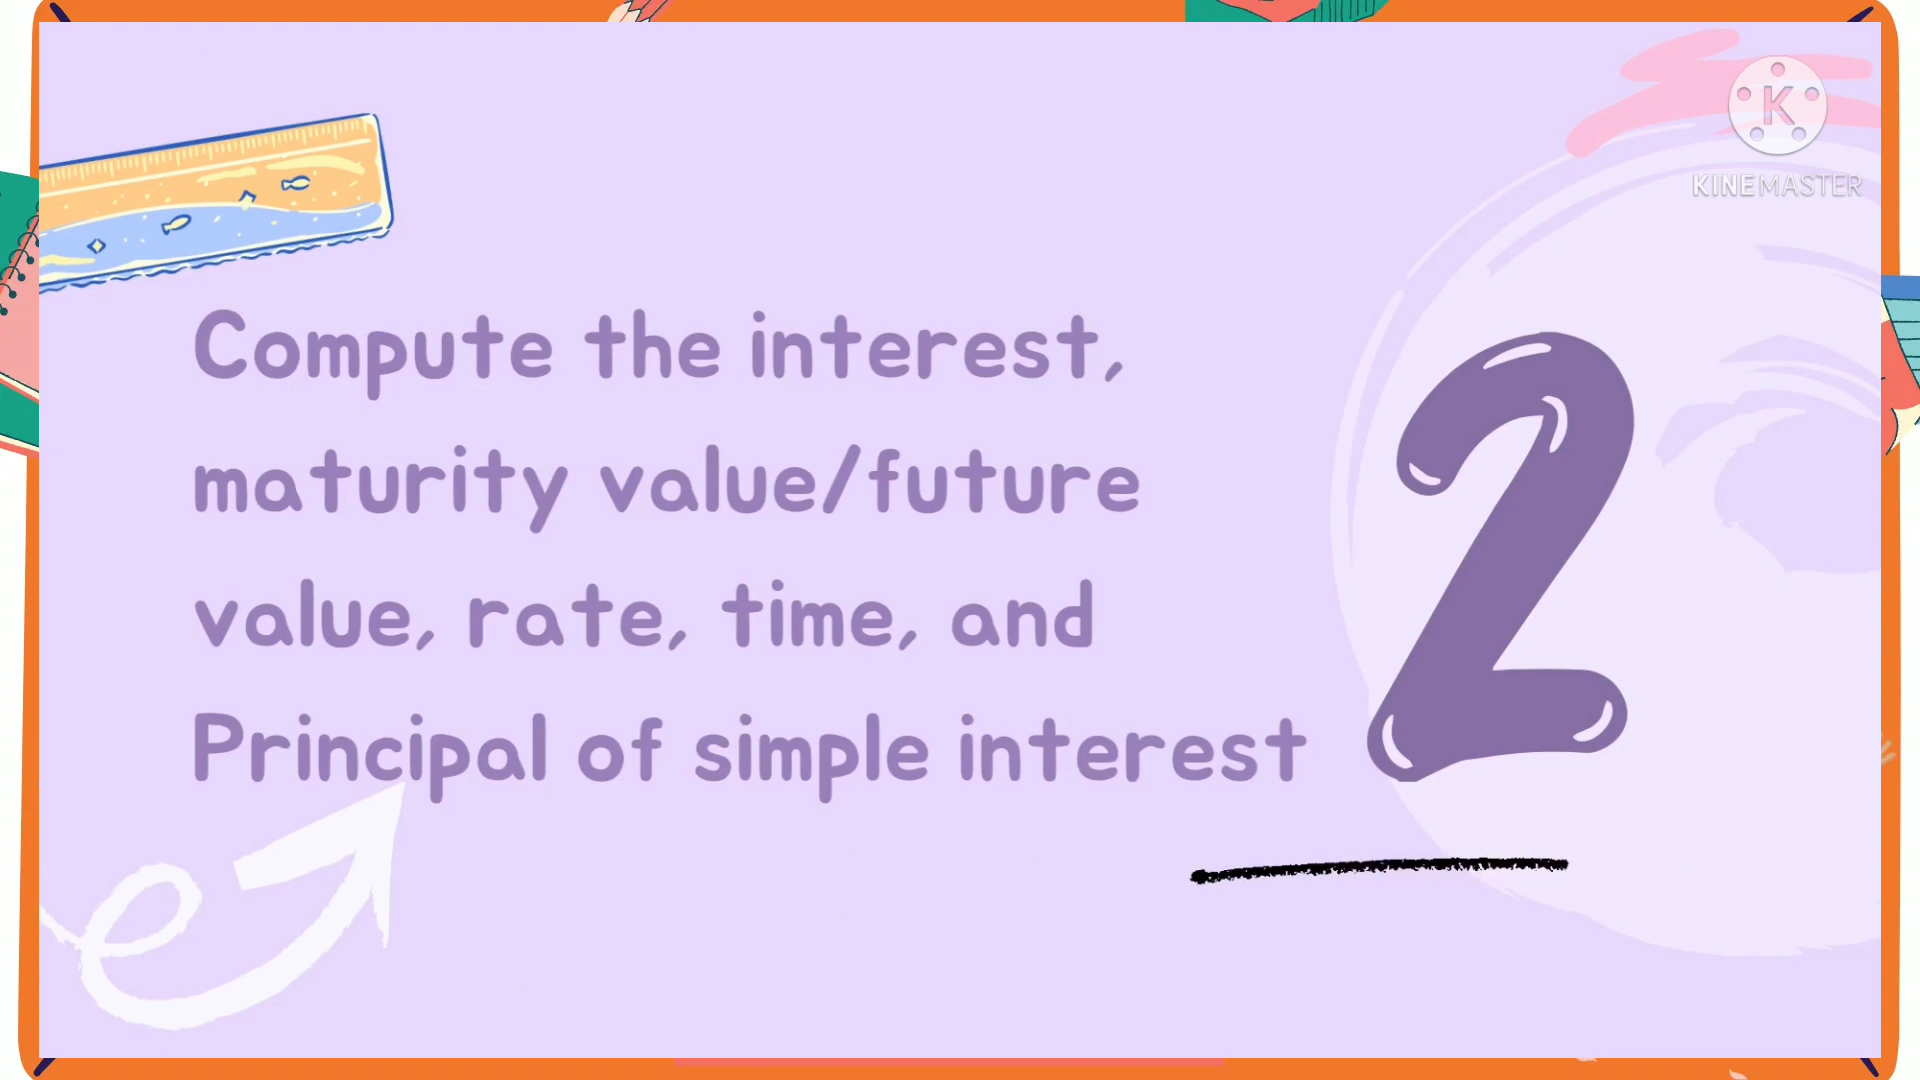 K
KINEMASTER
Compute the interest,
maturity value/future
value, rate, time, and
Principal of simple interest
2